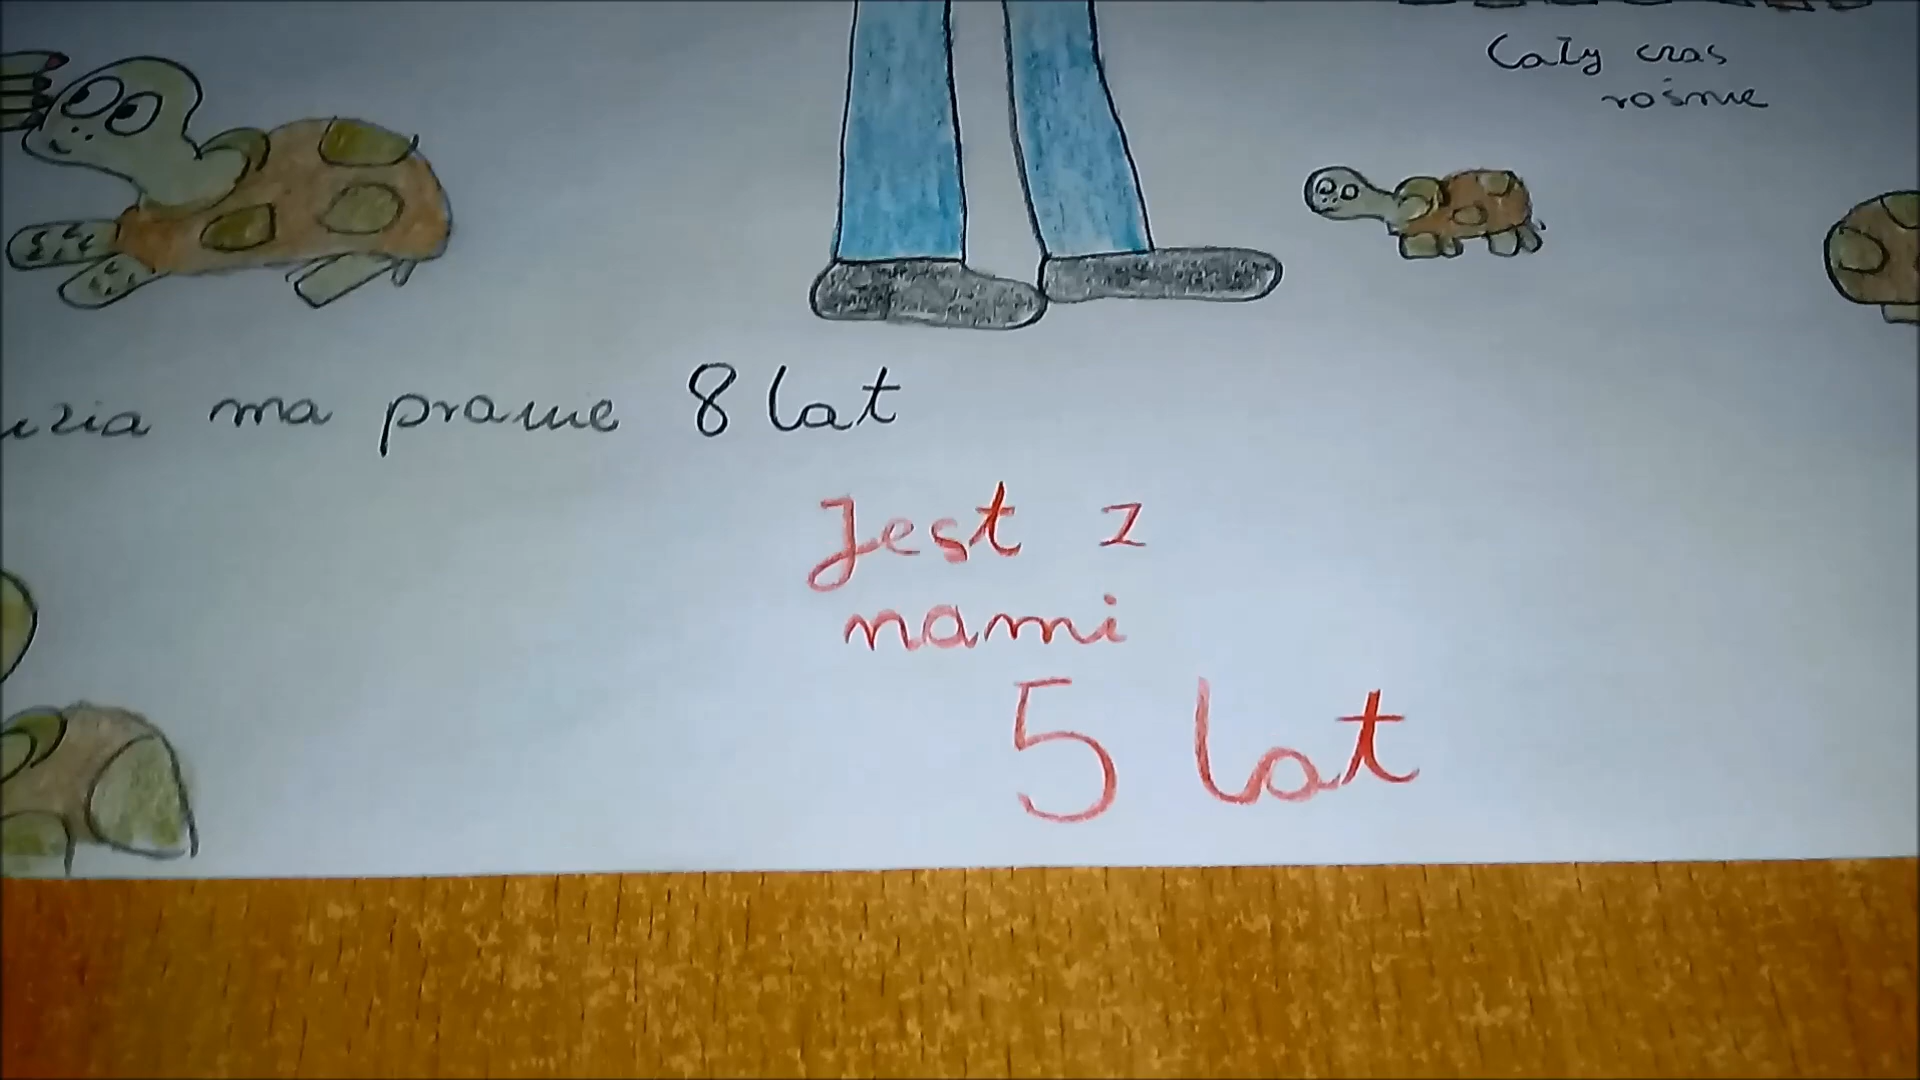 Cały czas
rośnie
ma prawie 8 lat
Jest z
nami
5 lat